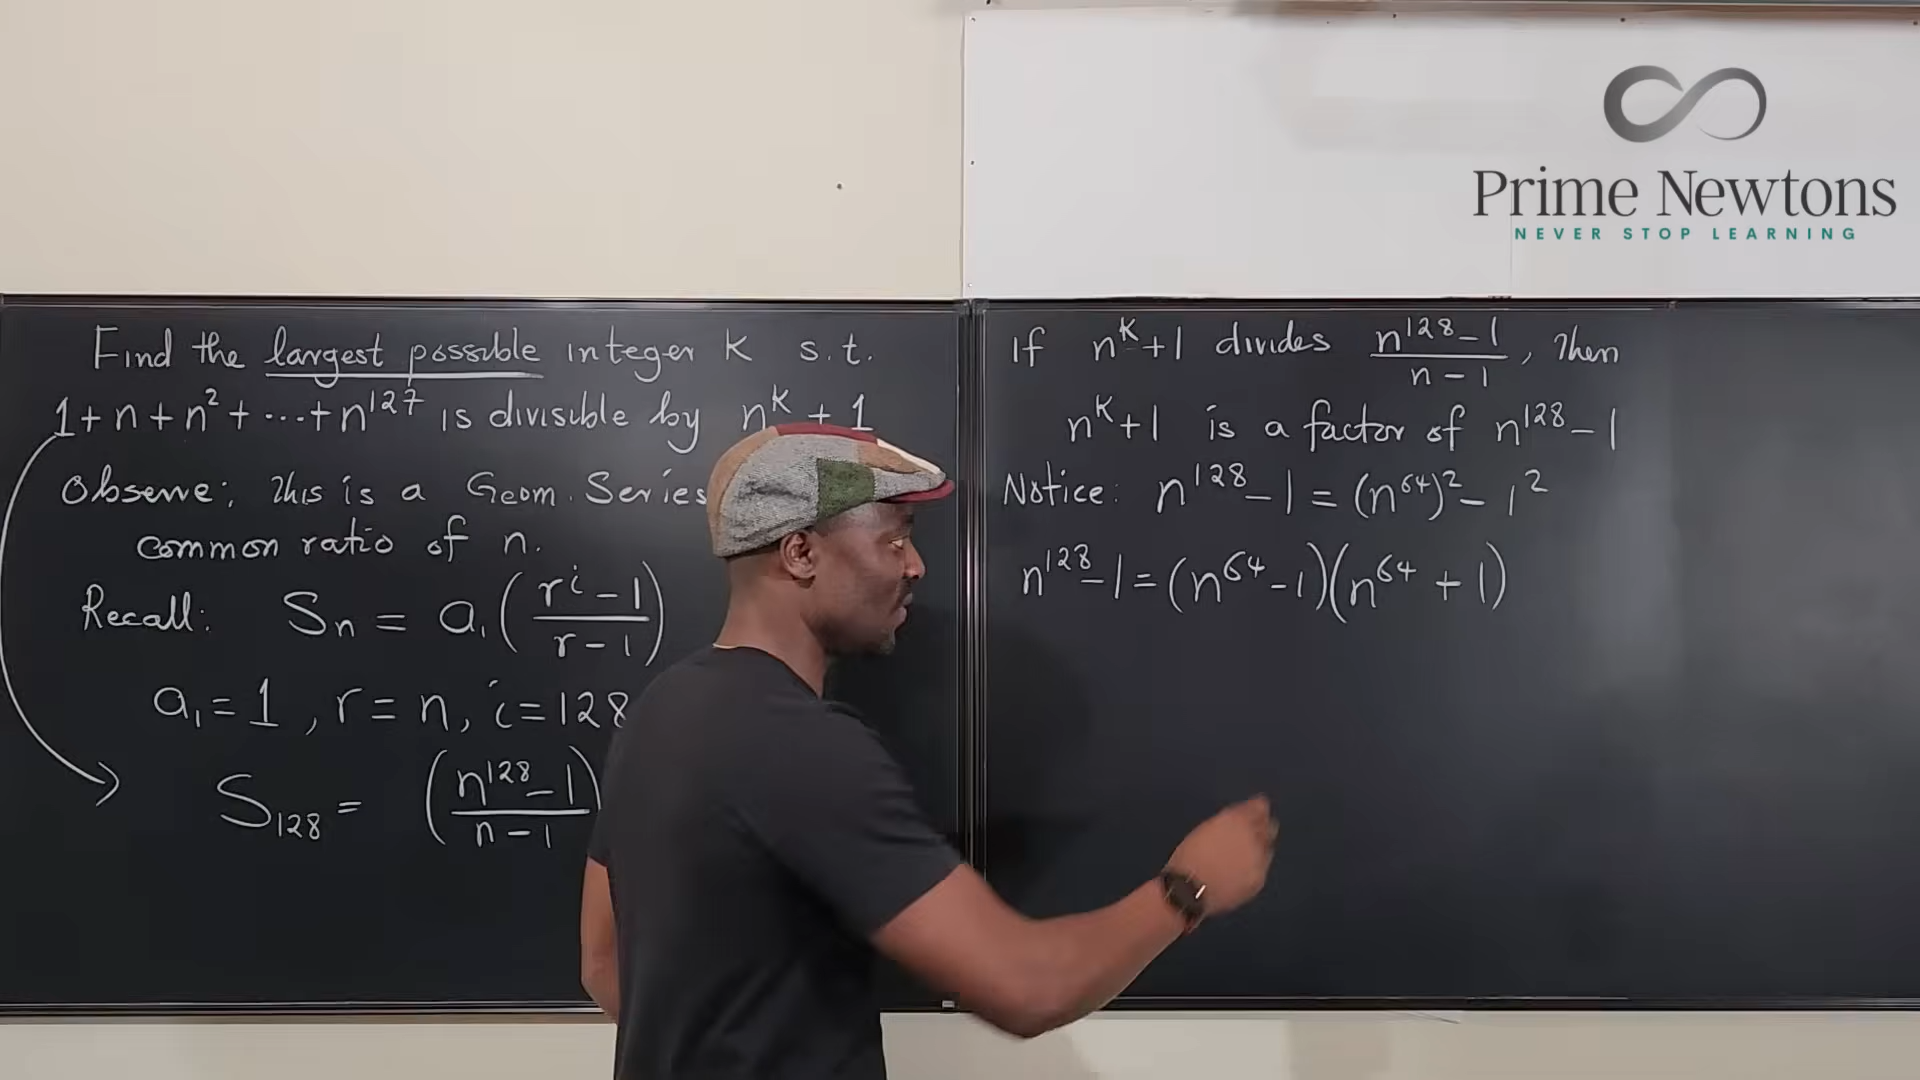 Prime Newtons
NEVER STOP LEARNING
Find the largest possible integer K s.t.
1 + n + n² + ... + n¹²⁷ is divisible by nᴷ + 1
Observe: This is a Geom. Series
common ratio of n.
Recall: Sₙ = a₁((rⁱ - 1)/(r - 1))
a₁ = 1, r = n, i = 128
S₁₂₈ = ((n¹²⁸ - 1)/(n - 1))
If nᴷ + 1 divides (n¹²⁸ - 1)/(n - 1), then
nᴷ + 1 is a factor of n¹²⁸ - 1
Notice: n¹²⁸ - 1 = (n⁶⁴)² - 1²
n¹²⁸ - 1 = (n⁶⁴ - 1)(n⁶⁴ + 1)